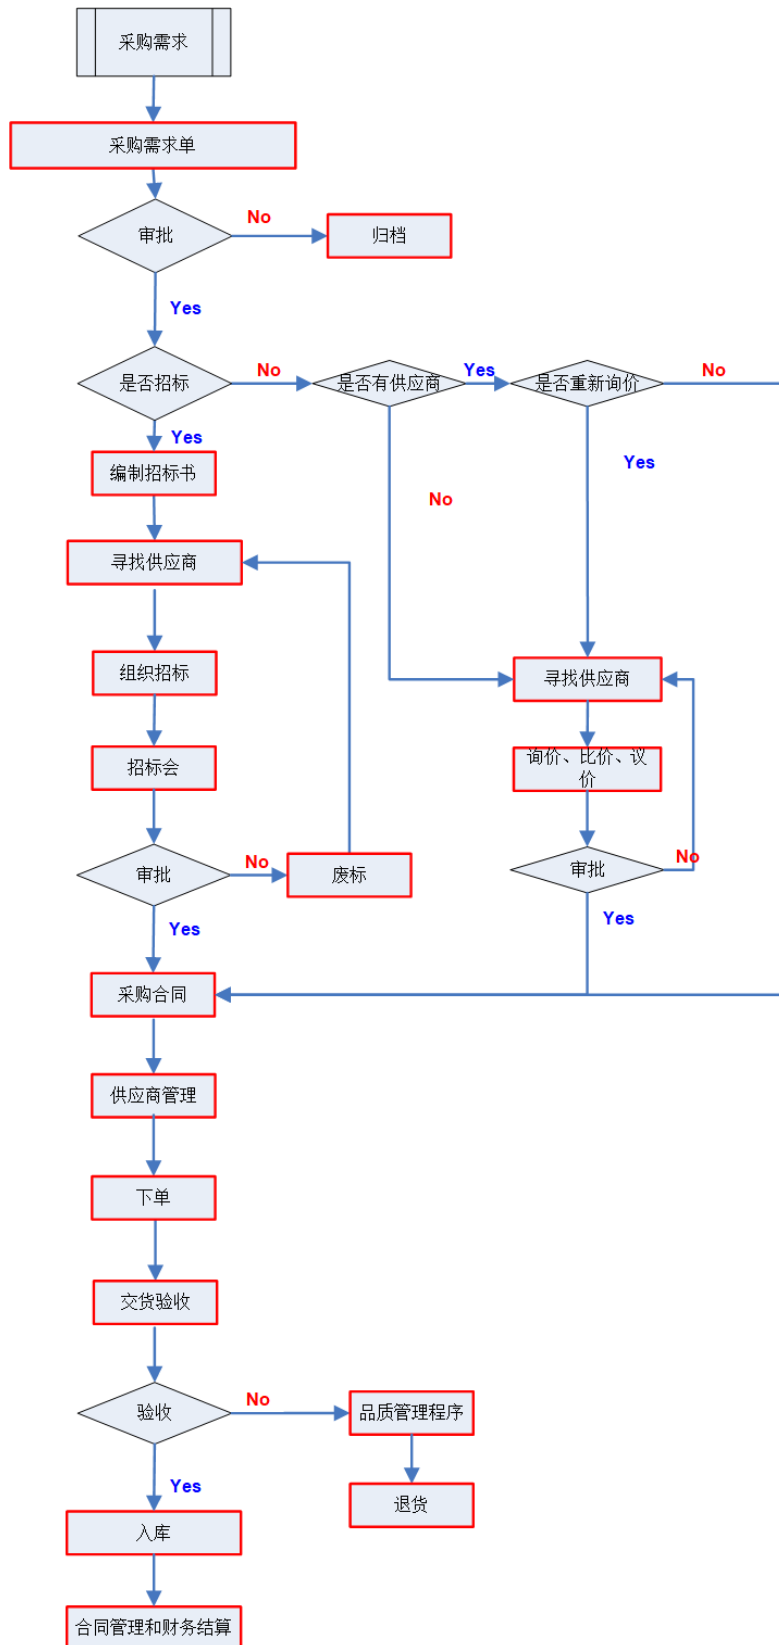 采购需求
采购需求单
审批
No
归档
Yes
是否招标
No
是否有供应商
Yes
是否重新询价
No
Yes
编制招标书
Yes
No
寻找供应商
组织招标
寻找供应商
招标会
询价、比价、议
价
审批
No
废标
审批
No
Yes
Yes
采购合同
供应商管理
下单
交货验收
验收
No
品质管理程序
Yes
退货
入库
合同管理和财务结算